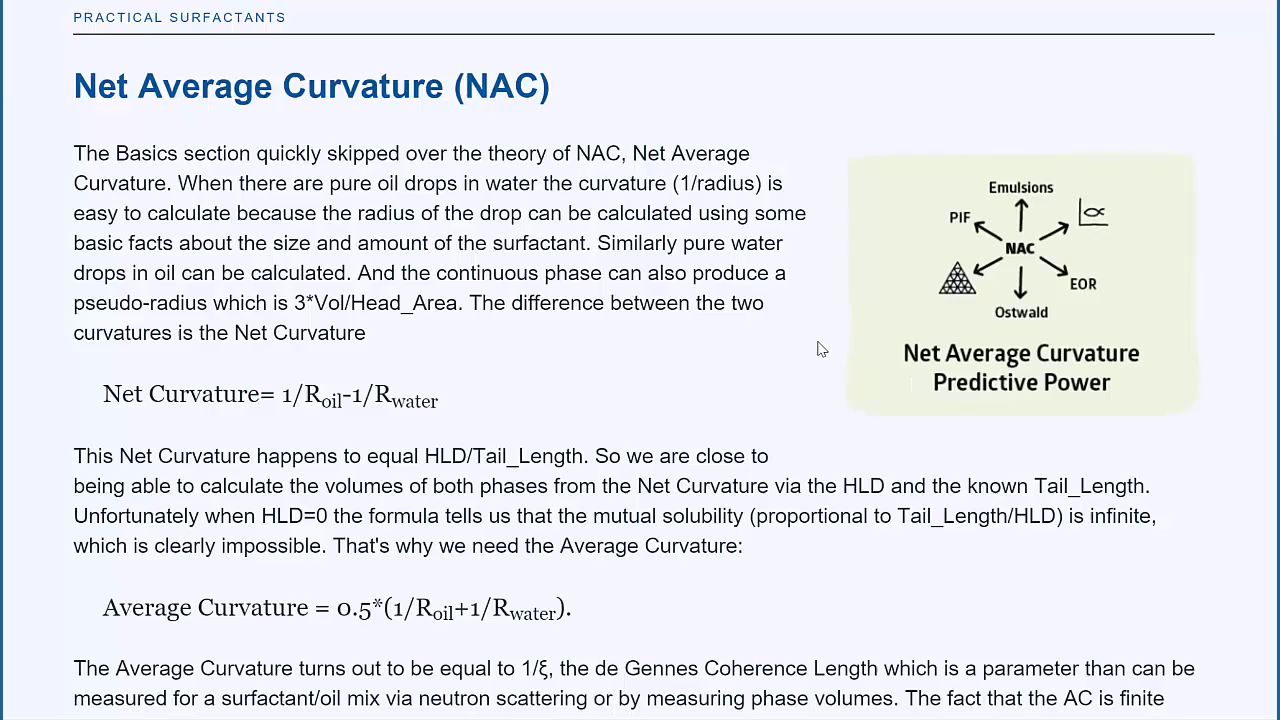 PRACTICAL SURFACTANTS
Net Average Curvature (NAC)
The Basics section quickly skipped over the theory of NAC, Net Average
Curvature. When there are pure oil drops in water the curvature (1/radius) is
easy to calculate because the radius of the drop can be calculated using some
basic facts about the size and amount of the surfactant. Similarly pure water
drops in oil can be calculated. And the continuous phase can also produce a
pseudo-radius which is 3*Vol/Head_Area. The difference between the two
curvatures is the Net Curvature
Net Curvature= 1/Roil-1/Rwater
Emulsions
PIF
NAC
EOR
Ostwald
Net Average Curvature
Predictive Power
This Net Curvature happens to equal HLD/Tail_Length. So we are close to
being able to calculate the volumes of both phases from the Net Curvature via the HLD and the known Tail_Length.
Unfortunately when HLD=0 the formula tells us that the mutual solubility (proportional to Tail_Length/HLD) is infinite,
which is clearly impossible. That's why we need the Average Curvature:
Average Curvature = 0.5*(1/Roil+1/Rwater).
The Average Curvature turns out to be equal to 1/ξ, the de Gennes Coherence Length which is a parameter than can be
measured for a surfactant/oil mix via neutron scattering or by measuring phase volumes. The fact that the AC is finite